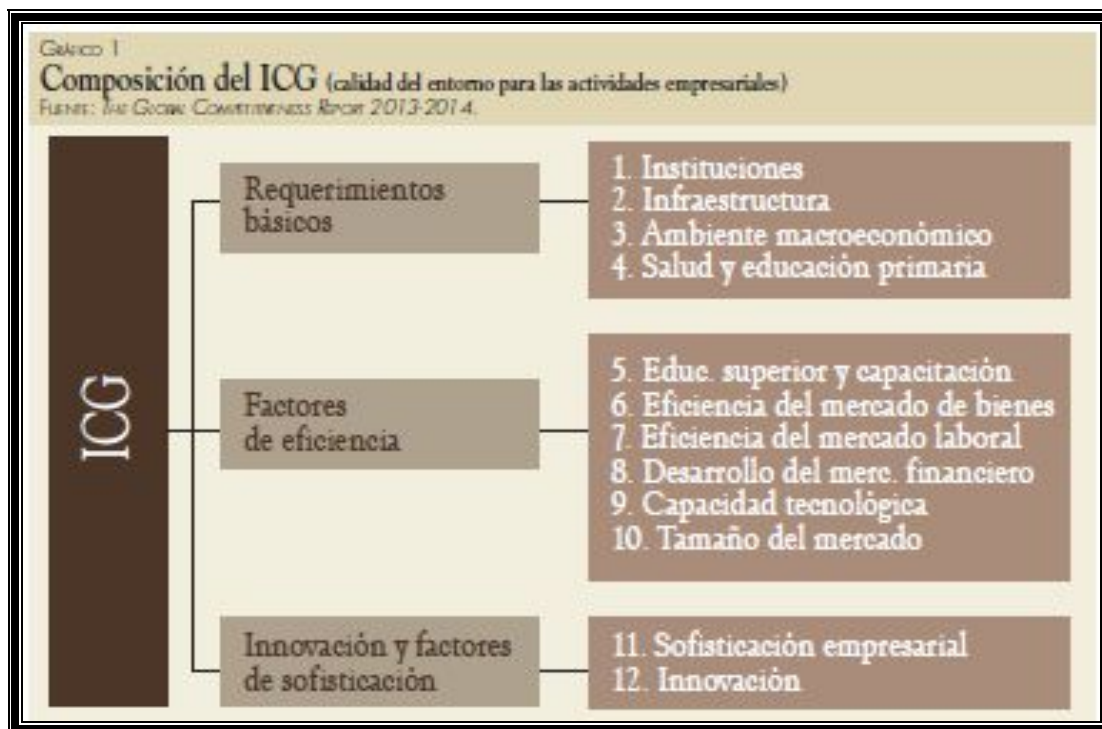 GRÁFICO 1
Composición del ICG (calidad del entorno para las actividades empresariales)
FUENTE: THE GLOBAL COMPETITIVENESS REPORT 2013-2014.
ICG
Requerimientos
básicos
1. Instituciones
2. Infraestructura
3. Ambiente macroeconómico
4. Salud y educación primaria
Factores
de eficiencia
5. Educ. superior y capacitación
6. Eficiencia del mercado de bienes
7. Eficiencia del mercado laboral
8. Desarrollo del merc. financiero
9. Capacidad tecnológica
10. Tamaño del mercado
Innovación y factores
de sofisticación
11. Sofisticación empresarial
12. Innovación